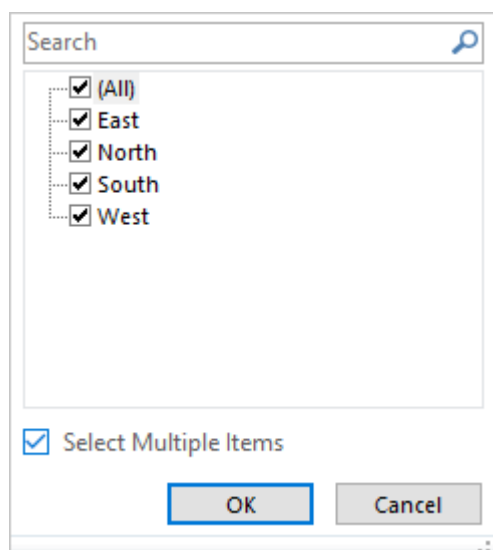 Search
(All)
East
North
South
West
Select Multiple Items
OK Cancel